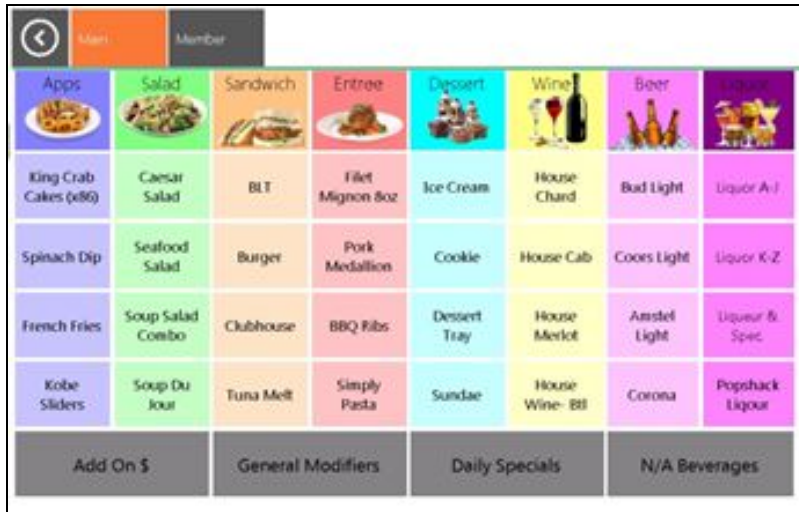 Main
Member
Apps
Salad
Sandwich
Entree
Dessert
Wine
Beer
Liquor
King Crab
Cakes (x86)
Caesar
Salad
BLT
Filet
Mignon 8oz
Ice Cream
House
Chard
Bud Light
Liquor A-J
Spinach Dip
Seafood
Salad
Burger
Pork
Medallion
Cookie
House Cab
Coors Light
Liquor K-Z
French Fries
Soup Salad
Combo
Clubhouse
BBQ Ribs
Dessert
Tray
House
Merlot
Amstel
Light
Liqueur &
Spec
Kobe
Sliders
Soup Du
Jour
Tuna Melt
Simply
Pasta
Sundae
House
Wine- Btl
Corona
Popshack
Liqour
Add On $
General Modifiers
Daily Specials
N/A Beverages